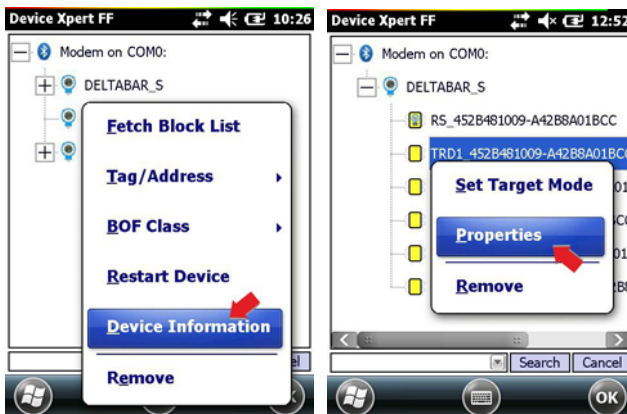 Device Xpert FF 10:26
Modem on COM0:
DELTABAR_S
Fetch Block List
Tag/Address
BOF Class
Restart Device
Device Information
Remove
Device Xpert FF 12:52
Modem on COM0:
DELTABAR_S
RS_452B481009-A42B8A01BCC
TRD1_452B481009-A42B8A01BC
Set Target Mode
Properties
Remove
Search Cancel
OK